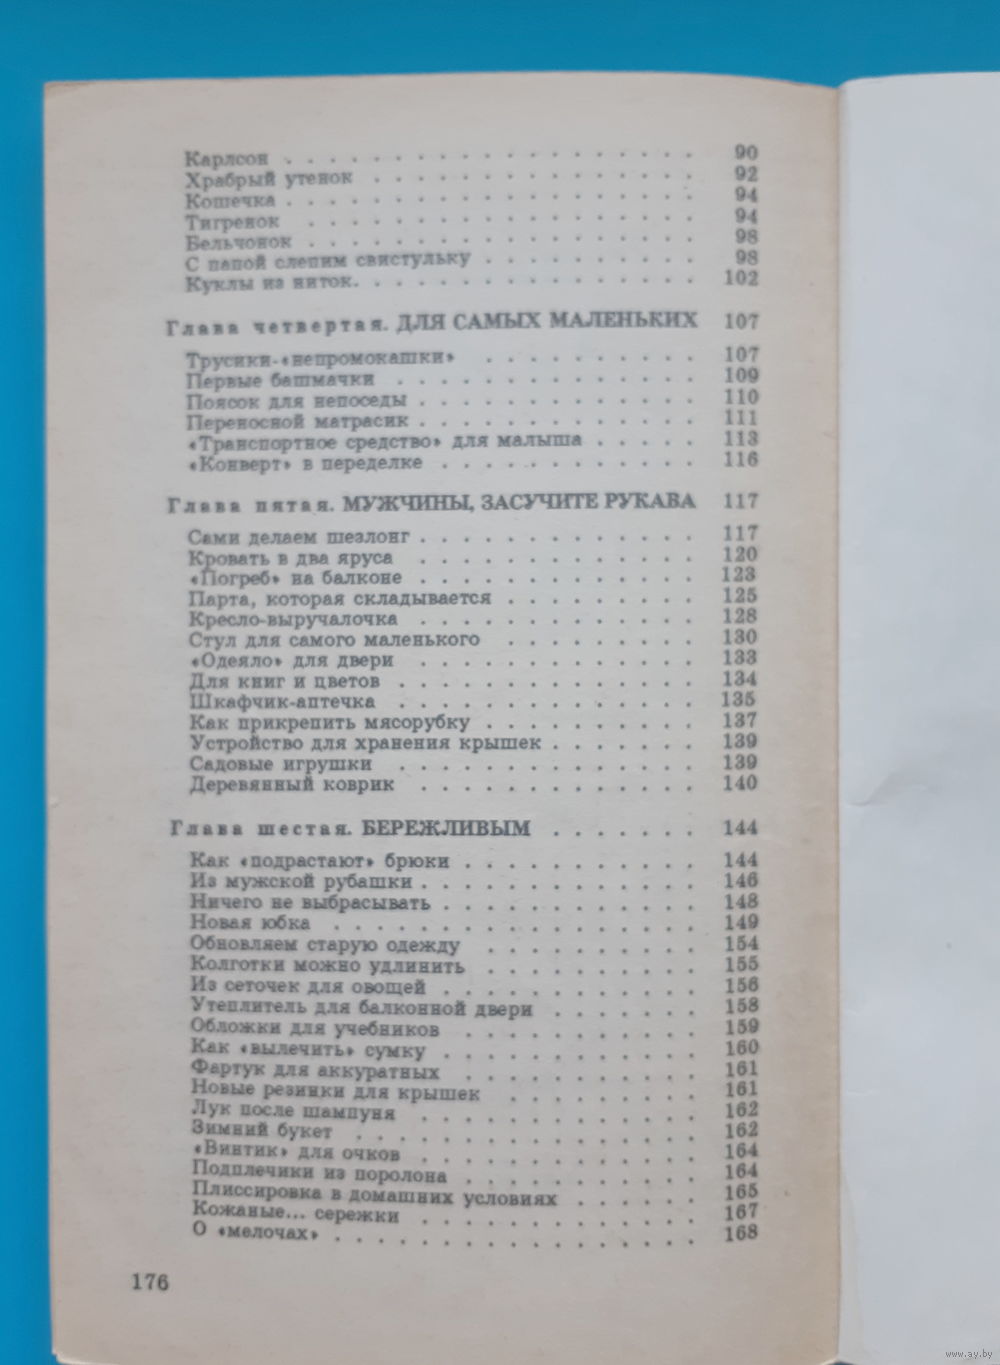 Карлсон . . . . . . . . . . . . . . . . . . 90
Храбрый утенок . . . . . . . . . . . . . . 92
Кошечка . . . . . . . . . . . . . . . . . . 94
Тигренок . . . . . . . . . . . . . . . . . 94
Бельчонок . . . . . . . . . . . . . . . . . 98
С папой слепим свистульку . . . . . . . . . 98
Куклы из ниток. . . . . . . . . . . . . . . 102
Глава четвертая. ДЛЯ САМЫХ МАЛЕНЬКИХ 107
Трусики-«непромокашки» . . . . . . . . . . 107
Первые башмачки . . . . . . . . . . . . . . 109
Поясок для непоседы . . . . . . . . . . . . 110
Переносной матрасик . . . . . . . . . . . . 111
«Транспортное средство» для малыша . . . . . 113
«Конверт» в переделке . . . . . . . . . . . 116
Глава пятая. МУЖЧИНЫ, ЗАСУЧИТЕ РУКАВА 117
Сами делаем шезлонг . . . . . . . . . . . . 117
Кровать в два яруса . . . . . . . . . . . . 120
«Погреб» на балконе . . . . . . . . . . . . 123
Парта, которая складывается . . . . . . . . 125
Кресло-выручалочка . . . . . . . . . . . . 128
Стул для самого маленького . . . . . . . . 130
«Одеяло» для двери . . . . . . . . . . . . 133
Для книг и цветов . . . . . . . . . . . . . 134
Шкафчик-аптечка . . . . . . . . . . . . . . 135
Как прикрепить мясорубку . . . . . . . . . 137
Устройство для хранения крышек . . . . . . . 139
Садовые игрушки . . . . . . . . . . . . . . 139
Деревянный коврик . . . . . . . . . . . . . 140
Глава шестая. БЕРЕЖЛИВЫМ . . . . . . . 144
Как «подрастают» брюки . . . . . . . . . . 144
Из мужской рубашки . . . . . . . . . . . . 146
Ничего не выбрасывать . . . . . . . . . . . 148
Новая юбка . . . . . . . . . . . . . . . . 149
Обновляем старую одежду . . . . . . . . . . 154
Колготки можно удлинить . . . . . . . . . . 155
Из сеточек для овощей . . . . . . . . . . . 156
Утеплитель для балконной двери . . . . . . . 158
Обложки для учебников . . . . . . . . . . . 159
Как «вылечить» сумку . . . . . . . . . . . 160
Фартук для аккуратных . . . . . . . . . . . 161
Новые резинки для крышек . . . . . . . . . 161
Лук после шампуня . . . . . . . . . . . . . 162
Зимний букет . . . . . . . . . . . . . . . 162
«Винтик» для очков . . . . . . . . . . . . 164
Подплечики из поролона . . . . . . . . . . 164
Плиссировка в домашних условиях . . . . . . 165
Кожаные... сережки . . . . . . . . . . . . 167
О «мелочах» . . . . . . . . . . . . . . . . 168
176
www.ay.by